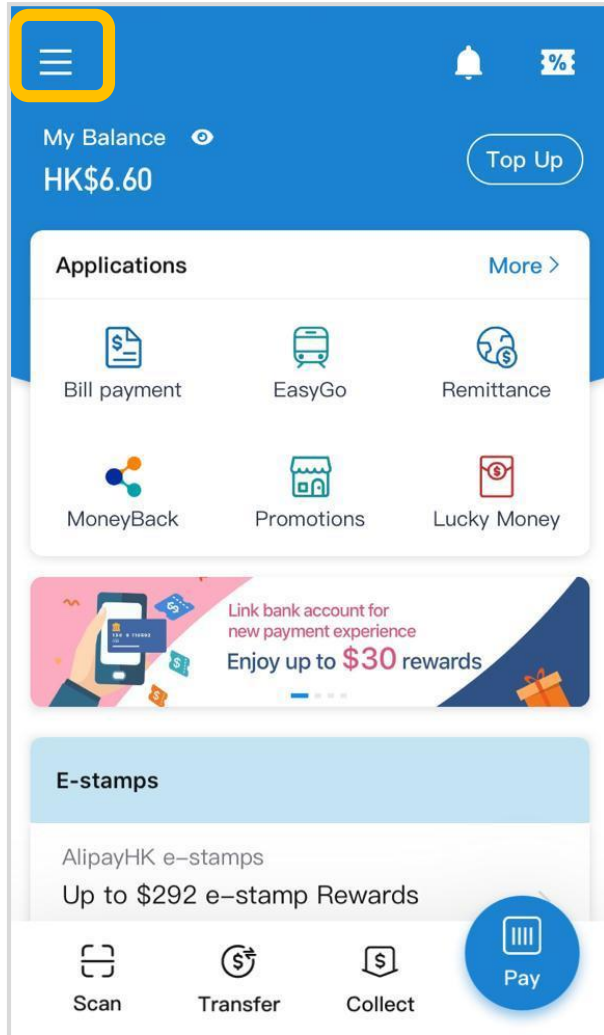 My Balance
HK$6.60
Top Up
Applications
More >
Bill payment
EasyGo
Remittance
MoneyBack
Promotions
Lucky Money
Link bank account for
new payment experience
Enjoy up to $30 rewards
E-stamps
AlipayHK e-stamps
Up to $292 e-stamp Rewards
Scan
Transfer
Collect
Pay